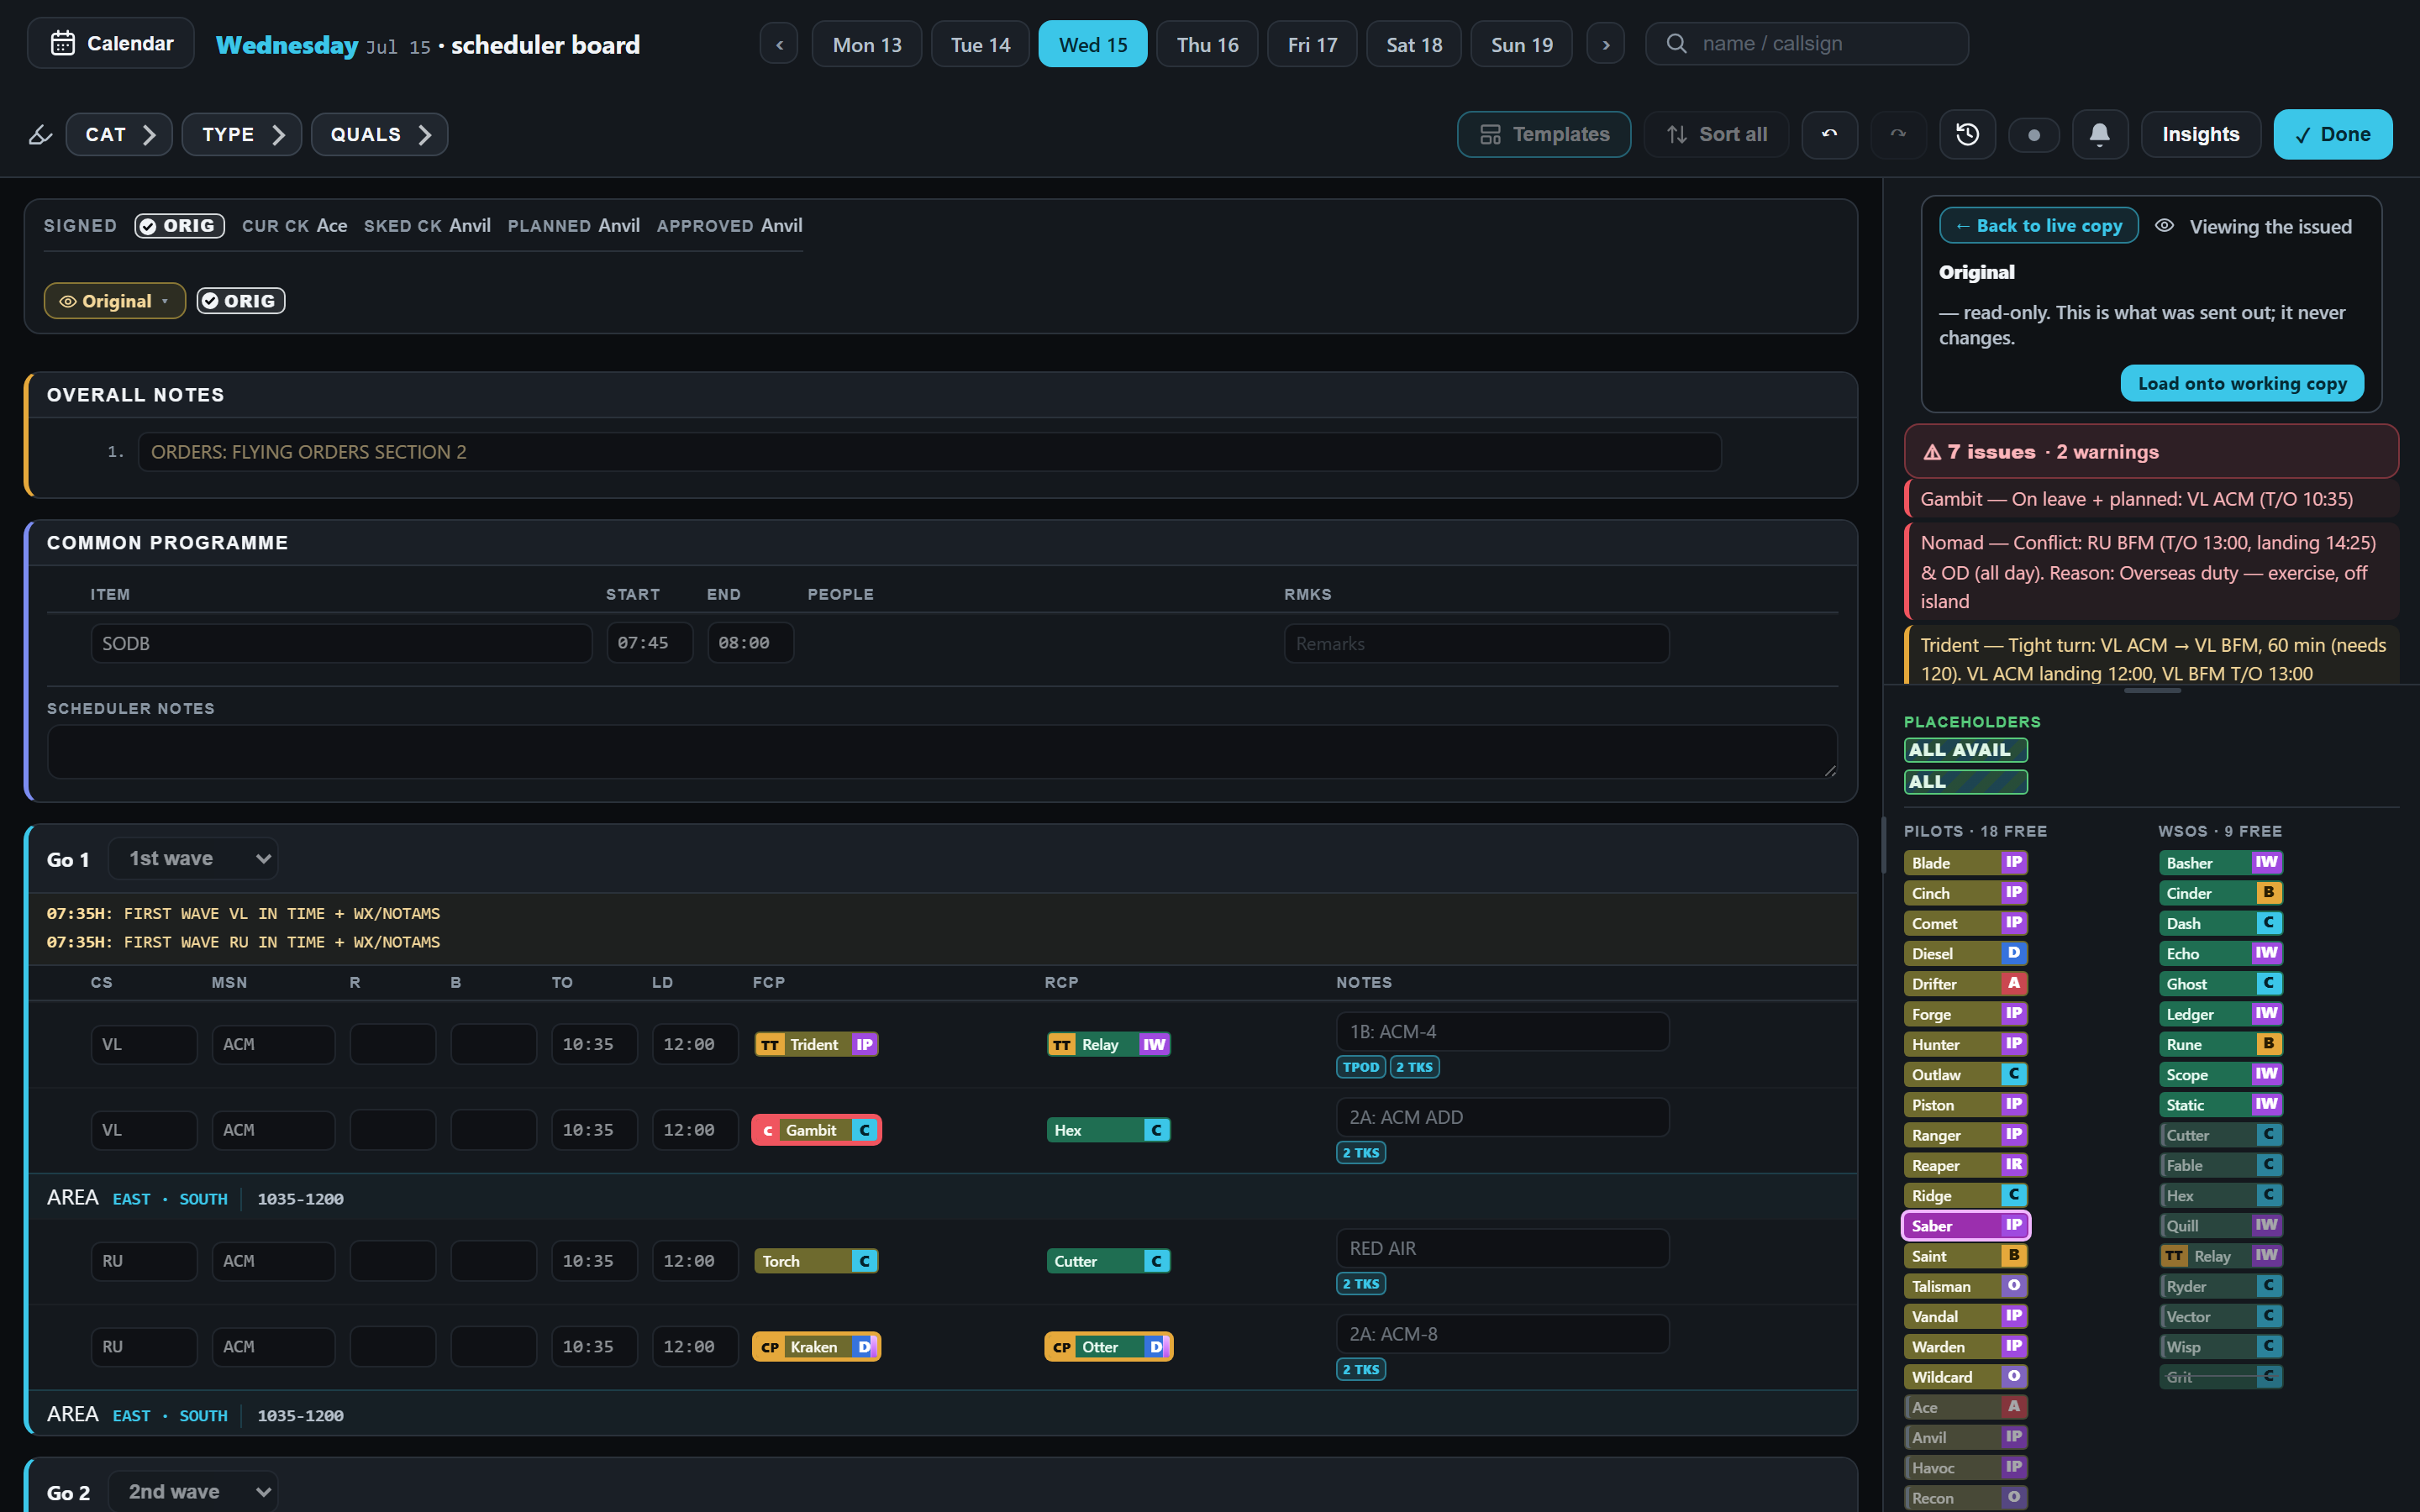 Calendar
Wednesday Jul 15 • scheduler board
‹ Mon 13 Tue 14 Wed 15 Thu 16 Fri 17 Sat 18 Sun 19 ›
name / callsign
CAT TYPE QUALS
Templates Sort all Insights ✓ Done
SIGNED ORIG CUR CK Ace SKED CK Anvil PLANNED Anvil APPROVED Anvil
Original ORIG
OVERALL NOTES
1. ORDERS: FLYING ORDERS SECTION 2
COMMON PROGRAMME
ITEM START END PEOPLE RMKS
SODB 07:45 08:00 Remarks
SCHEDULER NOTES
Go 1 1st wave
07:35H: FIRST WAVE VL IN TIME + WX/NOTAMS
07:35H: FIRST WAVE RU IN TIME + WX/NOTAMS
CS MSN R B TO LD FCP RCP NOTES
VL ACM 10:35 12:00 TT Trident IP TT Relay IW 1B: ACM-4
TPOD 2 TKS
VL ACM 10:35 12:00 C Gambit C Hex C 2A: ACM ADD
2 TKS
AREA EAST · SOUTH 1035-1200
RU ACM 10:35 12:00 Torch C Cutter C RED AIR
2 TKS
RU ACM 10:35 12:00 CP Kraken D CP Otter D 2A: ACM-8
2 TKS
AREA EAST · SOUTH 1035-1200
Go 2 2nd wave
← Back to live copy Viewing the issued
Original
— read-only. This is what was sent out; it never
changes.
Load onto working copy
⚠ 7 issues · 2 warnings
Gambit — On leave + planned: VL ACM (T/O 10:35)
Nomad — Conflict: RU BFM (T/O 13:00, landing 14:25)
& OD (all day). Reason: Overseas duty — exercise, off
island
Trident — Tight turn: VL ACM → VL BFM, 60 min (needs
120). VL ACM landing 12:00, VL BFM T/O 13:00
PLACEHOLDERS
ALL AVAIL
ALL
PILOTS · 18 FREE
Blade IP
Cinch IP
Comet IP
Diesel D
Drifter A
Forge IP
Hunter IP
Outlaw C
Piston IP
Ranger IP
Reaper IR
Ridge C
Saber IP
Saint B
Talisman O
Vandal IP
Warden IP
Wildcard O
Ace A
Anvil IP
Havoc IP
Recon O
WSOS · 9 FREE
Basher IW
Cinder B
Dash C
Echo IW
Ghost C
Ledger IW
Rune B
Scope IW
Static IW
Cutter C
Fable C
Hex C
Quill IW
TT Relay IW
Ryder C
Vector C
Wisp C
Grit C